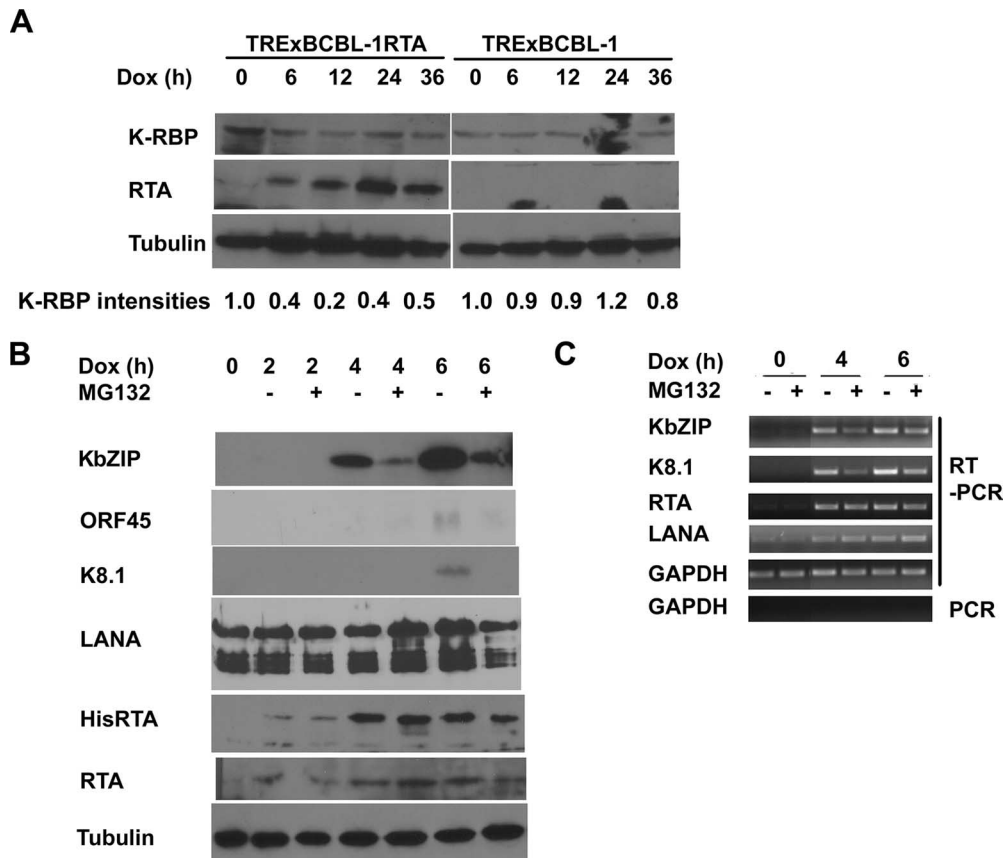 A
TRExBCBL-1RTA TRExBCBL-1
Dox (h) 0 6 12 24 36 0 6 12 24 36
K-RBP
RTA
Tubulin
K-RBP intensities 1.0 0.4 0.2 0.4 0.5 1.0 0.9 0.9 1.2 0.8
B
Dox (h) 0 2 2 4 4 6 6
MG132 - + - + - +
KbZIP
ORF45
K8.1
LANA
HisRTA
RTA
Tubulin
C
Dox (h) 0 4 6
MG132 - + - + - +
KbZIP
K8.1
RTA
LANA
GAPDH
RT
-PCR
GAPDH PCR